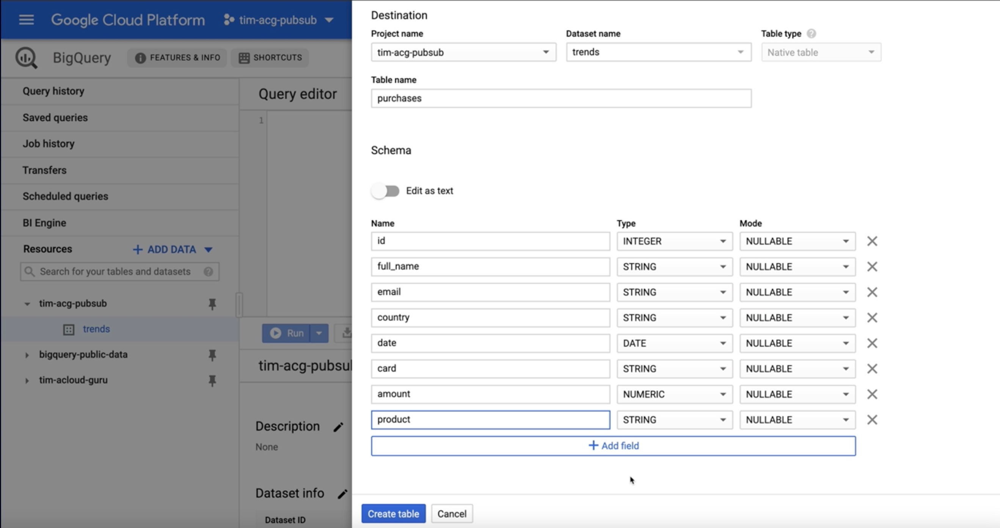 Google Cloud Platform
tim-acg-pubsub
BigQuery
FEATURES & INFO
SHORTCUTS
Query history
Saved queries
Job history
Transfers
Scheduled queries
BI Engine
Resources
ADD DATA
Search for your tables and datasets
tim-acg-pubsub
trends
bigquery-public-data
tim-acloud-guru
Query editor
1
Run
tim-acg-pubsu
Description
None
Dataset info
Dataset ID
Destination
Project name Dataset name Table type
tim-acg-pubsub trends Native table
Table name
purchases
Schema
Edit as text
Name Type Mode
id INTEGER NULLABLE
full_name STRING NULLABLE
email STRING NULLABLE
country STRING NULLABLE
date DATE NULLABLE
card STRING NULLABLE
amount NUMERIC NULLABLE
product STRING NULLABLE
+ Add field
Create table Cancel